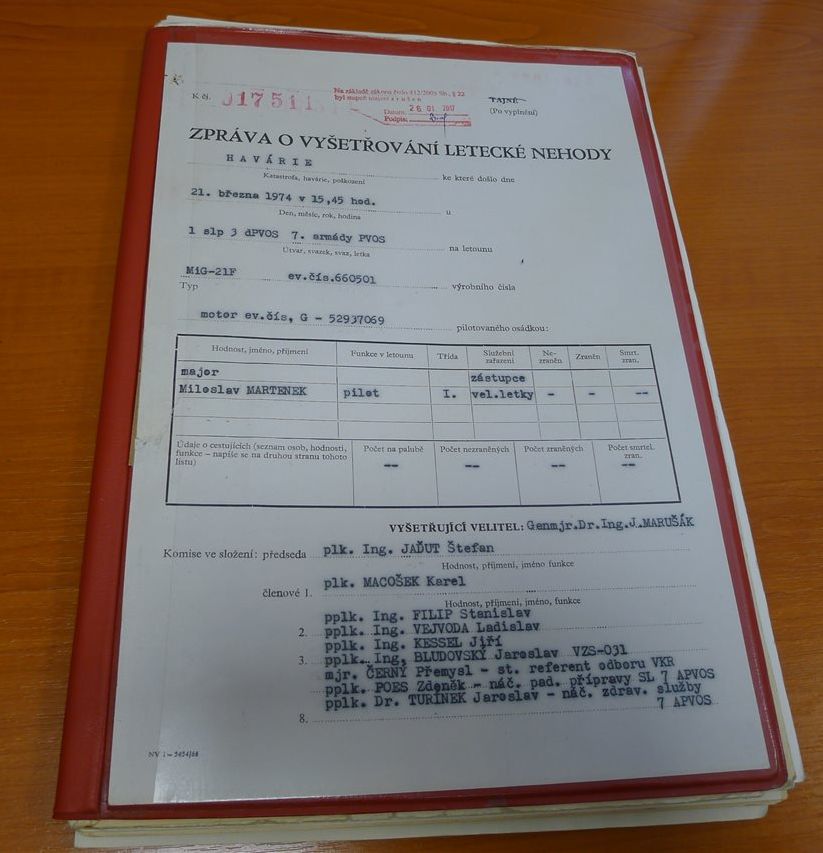 K čj. 017511
Na základě zákona číslo 412/2005 Sb., § 22
byl stupeň utajení zrušen
Datum: 26 01 2017
Podpis:
TAJNÉ
(Po vyplnění)
ZPRÁVA O VYŠETŘOVÁNÍ LETECKÉ NEHODY
HAVÁRIE
Katastrofa, havárie, poškození
ke které došlo dne
21. března 1974 v 15,45 hod.
Den, měsíc, rok, hodina
u
1 slp 3 dPVOS 7. armády PVOS
Útvar, svazek, svaz, letka
na letounu
MiG-21F ev.čís.660501
Typ
výrobního čísla
motor ev.čís, G - 52937069
pilotovaného osádkou:
Hodnost, jméno, příjmení Funkce v letounu Třída Služební zařazení Ne-zraněn Zraněn Smrt. zran.
major zástupce
Miloslav MARTENEK pilot I. vel.letky - - --
Údaje o cestujících (seznam osob, hodností, Počet na palubě Počet nezraněných Počet zraněných Počet smrtel. zran.
funkce – napíše se na druhou stranu tohoto -- -- -- --
listu)
VYŠETŘUJÍCÍ VELITEL: Genmjr.Dr.Ing.J.MARUŠÁK
Komise ve složení: předseda plk. Ing. JAĎUT Štefan
Hodnost, příjmení, jméno funkce
členové 1. plk. MACOŠEK Karel
Hodnost, příjmení, jméno, funkce
pplk. Ing. FILIP Stanislav
2. pplk. Ing. VEJVODA Ladislav
pplk. Ing. KESSEL Jiří
3. pplk. Ing, BLUDOVSKÝ Jaroslav VZS-031
mjr. ČERNÝ Přemysl - st. referent odboru VKR
pplk. POES Zdeněk - náč. pad. přípravy SL 7 APVOS
pplk. Dr. TURÍNEK Jaroslav - náč. zdrav. služby
7 APVOS
8.